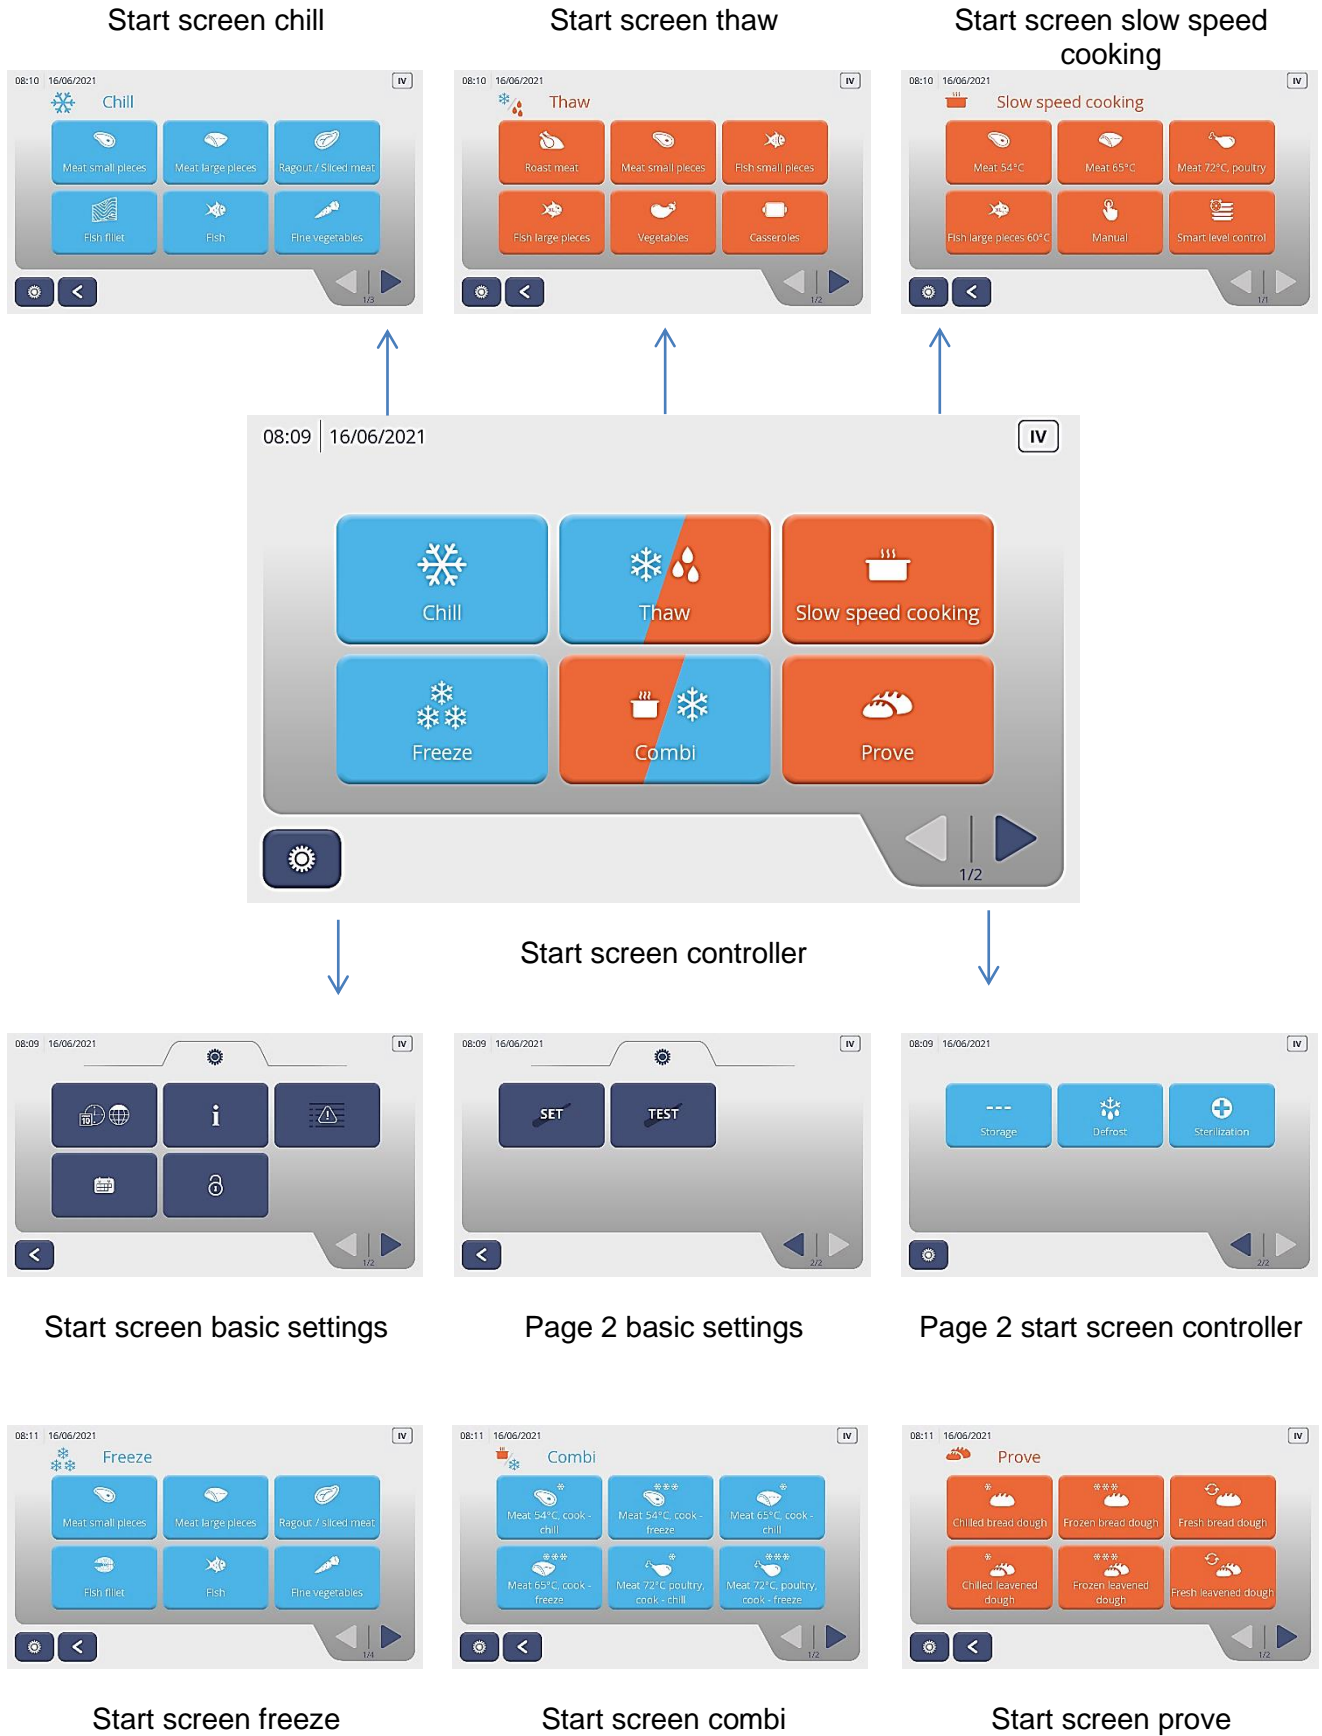 Start screen chill
Start screen thaw
Start screen slow speed
cooking
08:10 16/06/2021
IV
Chill
Meat small pieces
Meat large pieces
Ragout / Sliced meat
Fish fillet
Fish
Fine vegetables
1/3
08:10 16/06/2021
IV
Thaw
Roast meat
Meat small pieces
Fish small pieces
Fish large pieces
Vegetables
Casseroles
1/2
08:10 16/06/2021
IV
Slow speed cooking
Meat 54°C
Meat 65°C
Meat 72°C, poultry
Fish large pieces 60°C
Manual
Smart level control
1/1
08:09 16/06/2021
IV
Chill
Thaw
Slow speed cooking
Freeze
Combi
Prove
1/2
Start screen controller
08:09 16/06/2021
IV
10
i
1/2
08:09 16/06/2021
IV
SET
TEST
2/2
08:09 16/06/2021
IV
---
Storage
Defrost
Sterilization
2/2
Start screen basic settings
Page 2 basic settings
Page 2 start screen controller
08:11 16/06/2021
IV
Freeze
Meat small pieces
Meat large pieces
Ragout / sliced meat
Fish fillet
Fish
Fine vegetables
1/4
08:11 16/06/2021
IV
Combi
Meat 54°C, cook -
chill
Meat 54°C, cook -
freeze
Meat 65°C, cook -
chill
Meat 65°C, cook -
freeze
Meat 72°C poultry,
cook - chill
Meat 72°C, poultry,
cook - freeze
1/2
08:11 16/06/2021
IV
Prove
Chilled bread dough
Frozen bread dough
Fresh bread dough
Chilled leavened
dough
Frozen leavened
dough
Fresh leavened dough
1/2
Start screen freeze
Start screen combi
Start screen prove